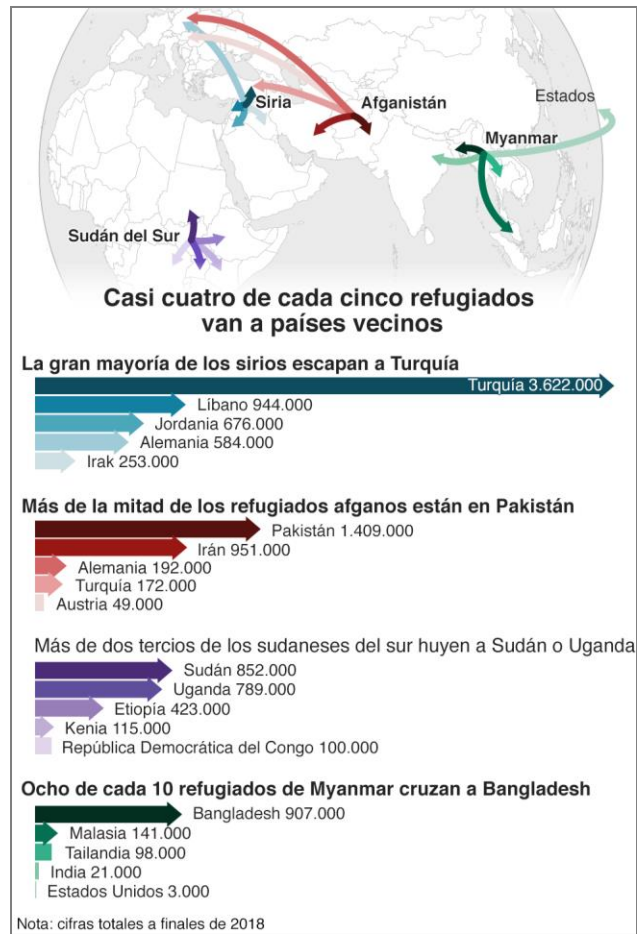 Siria
Afganistán
Estados
Myanmar
Sudán del Sur
Casi cuatro de cada cinco refugiados
van a países vecinos
La gran mayoría de los sirios escapan a Turquía
Turquía 3.622.000
Líbano 944.000
Jordania 676.000
Alemania 584.000
Irak 253.000
Más de la mitad de los refugiados afganos están en Pakistán
Pakistán 1.409.000
Irán 951.000
Alemania 192.000
Turquía 172.000
Austria 49.000
Más de dos tercios de los sudaneses del sur huyen a Sudán o Uganda
Sudán 852.000
Uganda 789.000
Etiopía 423.000
Kenia 115.000
República Democrática del Congo 100.000
Ocho de cada 10 refugiados de Myanmar cruzan a Bangladesh
Bangladesh 907.000
Malasia 141.000
Tailandia 98.000
India 21.000
Estados Unidos 3.000
Nota: cifras totales a finales de 2018